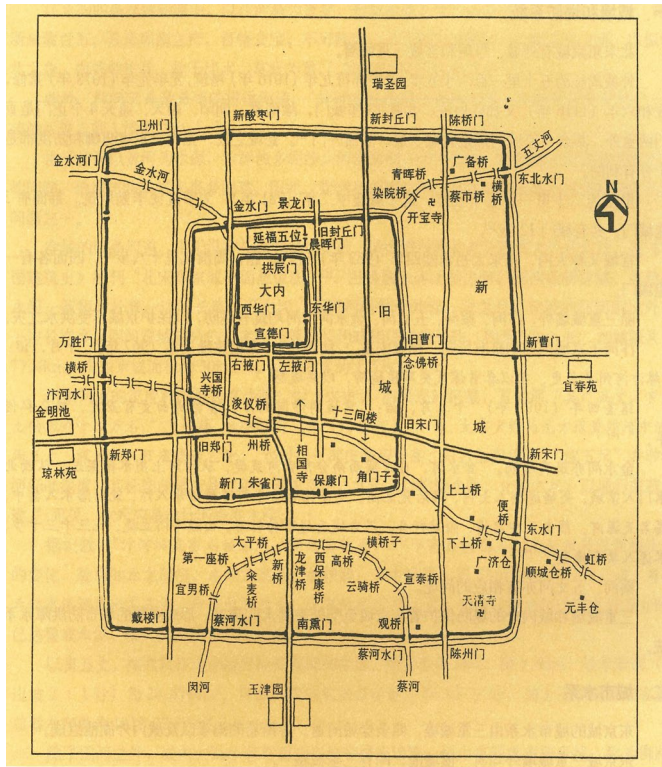 瑞圣园
卫州门
新酸枣门
新封丘门
陈桥门
五丈河
金水河门
金水河
青晖桥
广备桥
染院桥
蔡市桥
横桥
东北水门
开宝寺
N
金水门
景龙门
旧封丘门
延福五位
晨晖门
拱辰门
大内
西华门
东华门
宣德门
旧城
新城
万胜门
右掖门
左掖门
旧曹门
新曹门
横桥
汴河水门
兴国寺桥
念佛桥
宜春苑
金明池
浚仪桥
十三间楼
旧宋门
新郑门
旧郑门
州桥
相国寺
新宋门
琼林苑
角门子
新门
朱雀门
保康门
上土桥
便桥
东水门
太平桥
横桥子
下土桥
虹桥
第一座桥
新桥
龙津桥
西保康桥
高桥
广济仓
顺城仓桥
宜男桥
粜麦桥
云骑桥
宣泰桥
天清寺
元丰仓
戴楼门
蔡河水门
南熏门
观桥
蔡河水门
陈州门
闵河
玉津园
蔡河